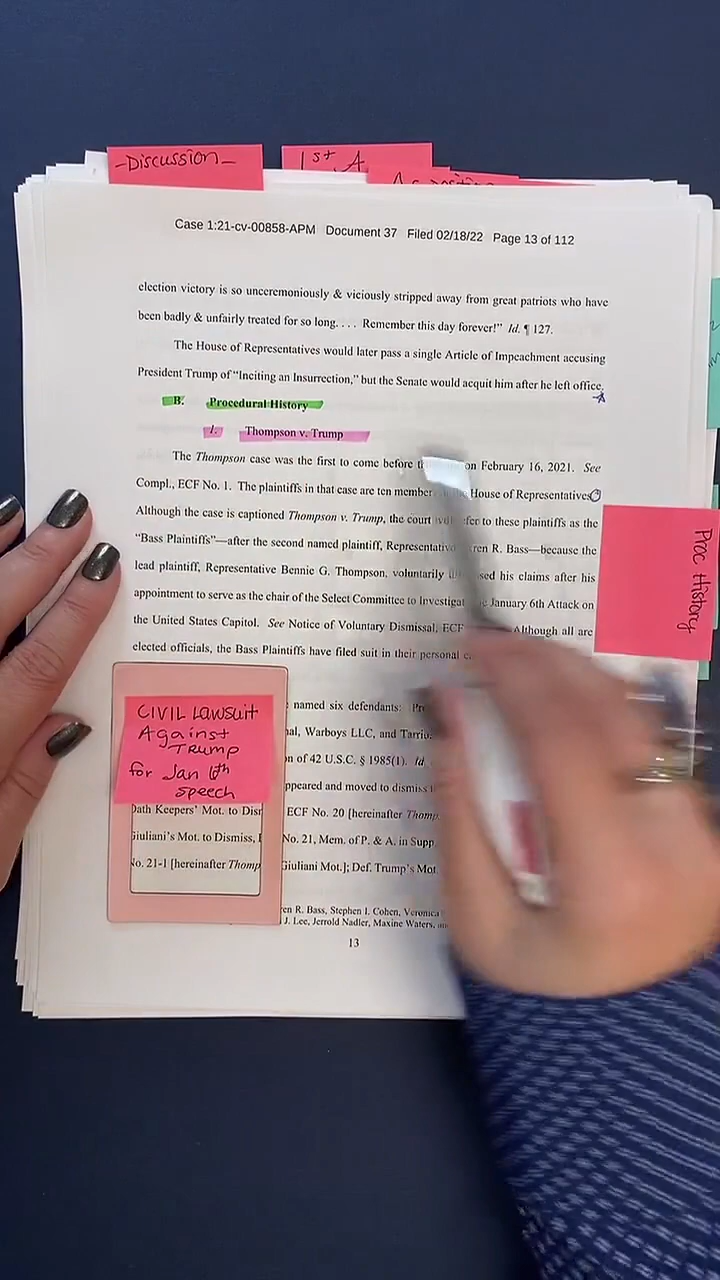 -Discussion-
1st A
Case 1:21-cv-00858-APM Document 37 Filed 02/18/22 Page 13 of 112
election victory is so unceremoniously & viciously stripped away from great patriots who have
been badly & unfairly treated for so long. . . . Remember this day forever!" Id. ¶ 127.
The House of Representatives would later pass a single Article of Impeachment accusing
President Trump of "Inciting an Insurrection," but the Senate would acquit him after he left office.
B. Procedural History
1. Thompson v. Trump
The Thompson case was the first to come before on February 16, 2021. See
Compl., ECF No. 1. The plaintiffs in that case are ten House of Representatives
Although the case is captioned Thompson v. Trump, the court to these plaintiffs as the
"Bass Plaintiffs"—after the second named plaintiff, R. Bass—because the
lead plaintiff, Representative Bennie G. Thompson, voluntarily his claims after his
appointment to serve as the chair of the Select Committee to January 6th Attack on
the United States Capitol. See Notice of Voluntary Dismissal, ECF Although all are
elected officials, the Bass Plaintiffs have filed suit in their personal
Proc History
named six defendants:
CIVIL LAWSUIT
Against
TRUMP
for Jan 6th
speech
Warboys LLC, and
of 42 U.S.C. § 1985(1). Id.
and moved to dismiss
Oath Keepers' Mot. to ECF No. 20 [hereinafter
Giuliani's Mot. to Dismiss, No. 21, Mem. of P. & A. in Supp.
No. 21-1 [hereinafter Giuliani Mot.]; Def. Trump's Mot.
R. Bass, Stephen I. Cohen, Veronica
J. Lee, Jerrold Nadler, Maxine Waters,
13